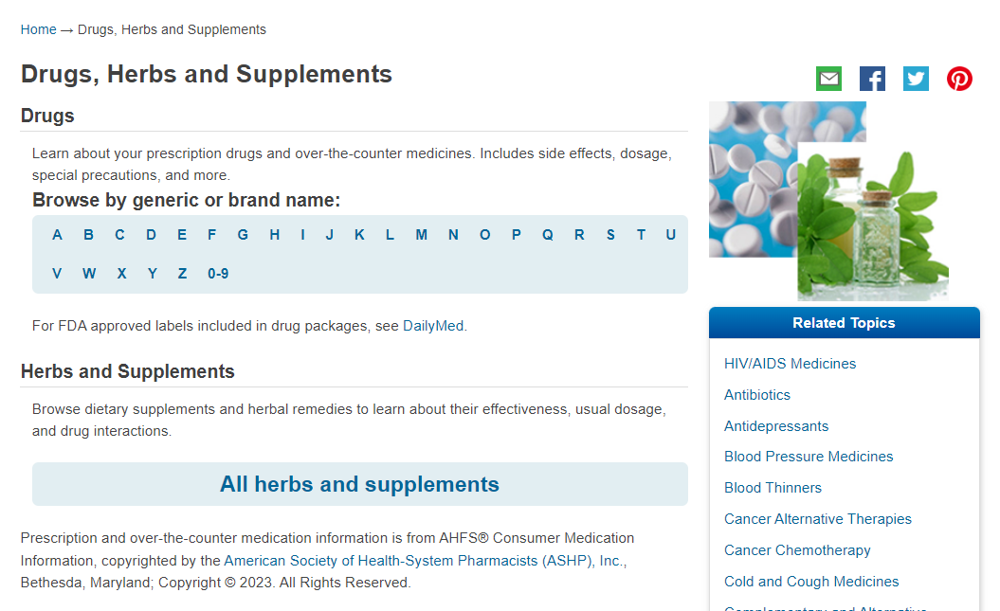 Home → Drugs, Herbs and Supplements
Drugs, Herbs and Supplements
Drugs
Learn about your prescription drugs and over-the-counter medicines. Includes side effects, dosage,
special precautions, and more.
Browse by generic or brand name:
A B C D E F G H I J K L M N O P Q R S T U
V W X Y Z 0-9
For FDA approved labels included in drug packages, see DailyMed.
Herbs and Supplements
Browse dietary supplements and herbal remedies to learn about their effectiveness, usual dosage,
and drug interactions.
All herbs and supplements
Prescription and over-the-counter medication information is from AHFS® Consumer Medication
Information, copyrighted by the American Society of Health-System Pharmacists (ASHP), Inc.,
Bethesda, Maryland; Copyright © 2023. All Rights Reserved.
Related Topics
HIV/AIDS Medicines
Antibiotics
Antidepressants
Blood Pressure Medicines
Blood Thinners
Cancer Alternative Therapies
Cancer Chemotherapy
Cold and Cough Medicines
Complementary and Alternative